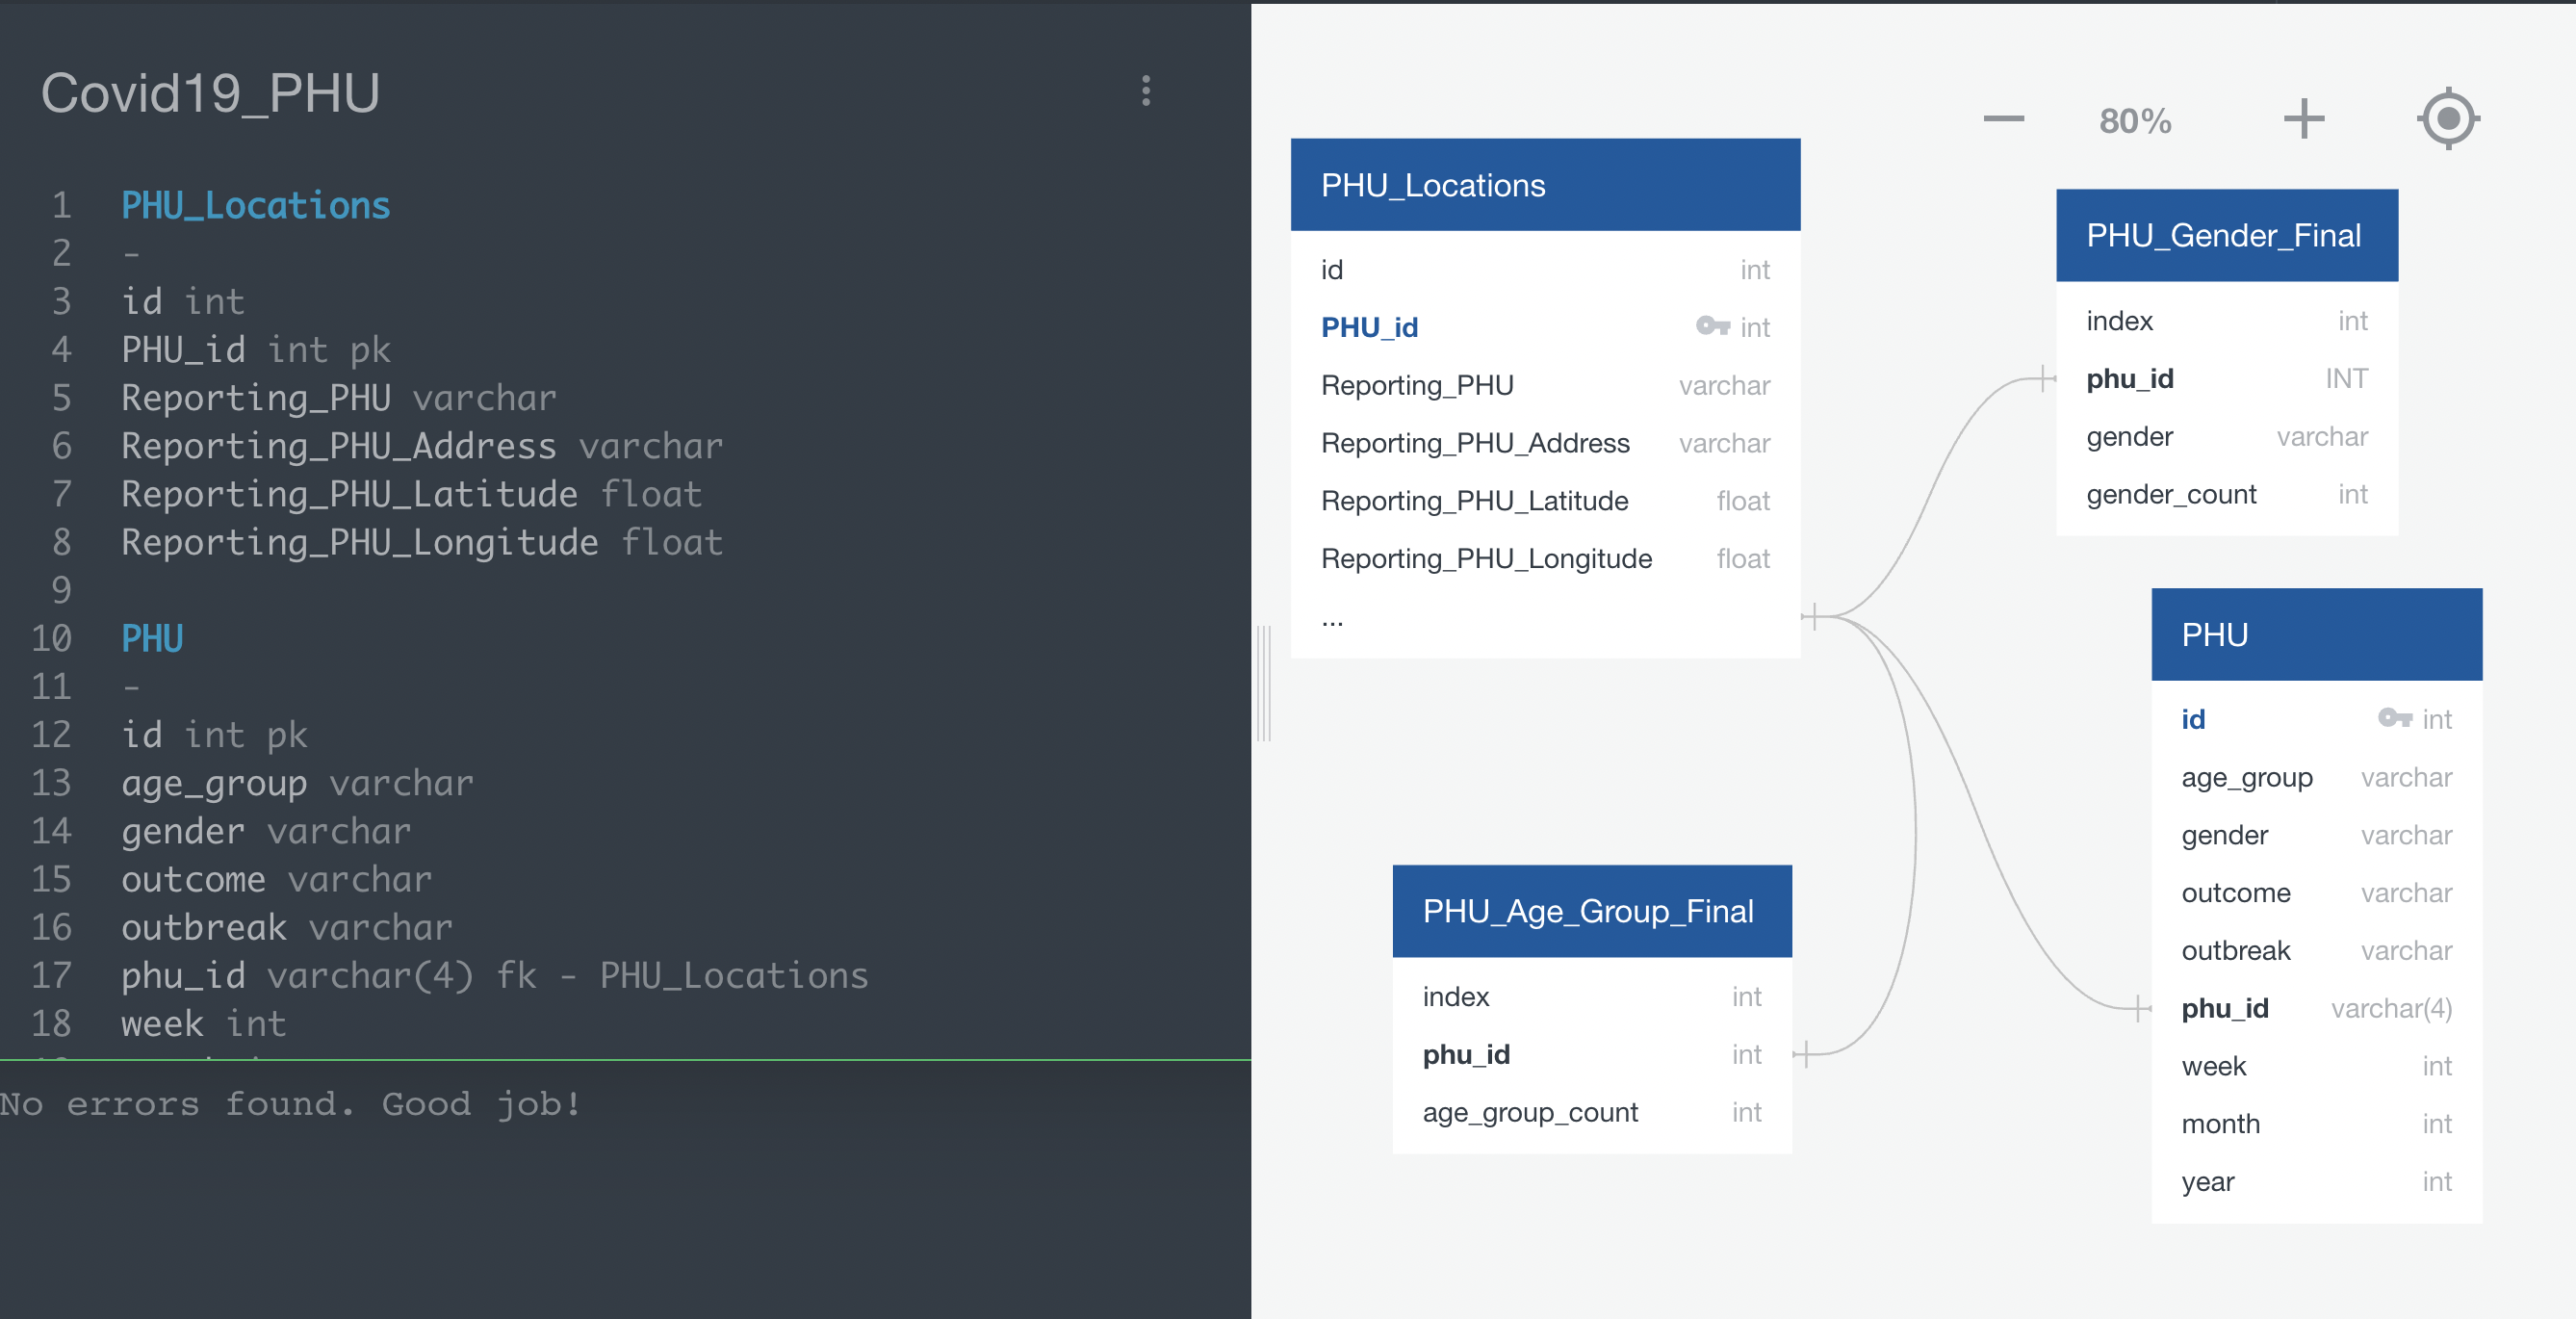 Covid19_PHU
1 PHU_Locations
2 -
3 id int
4 PHU_id int pk
5 Reporting_PHU varchar
6 Reporting_PHU_Address varchar
7 Reporting_PHU_Latitude float
8 Reporting_PHU_Longitude float
9
10 PHU
11 -
12 id int pk
13 age_group varchar
14 gender varchar
15 outcome varchar
16 outbreak varchar
17 phu_id varchar(4) fk - PHU_Locations
18 week int
No errors found. Good job!
80%
PHU_Locations
id int
PHU_id int
Reporting_PHU varchar
Reporting_PHU_Address varchar
Reporting_PHU_Latitude float
Reporting_PHU_Longitude float
...
PHU_Gender_Final
index int
phu_id INT
gender varchar
gender_count int
PHU
id int
age_group varchar
gender varchar
outcome varchar
outbreak varchar
phu_id varchar(4)
week int
month int
year int
PHU_Age_Group_Final
index int
phu_id int
age_group_count int